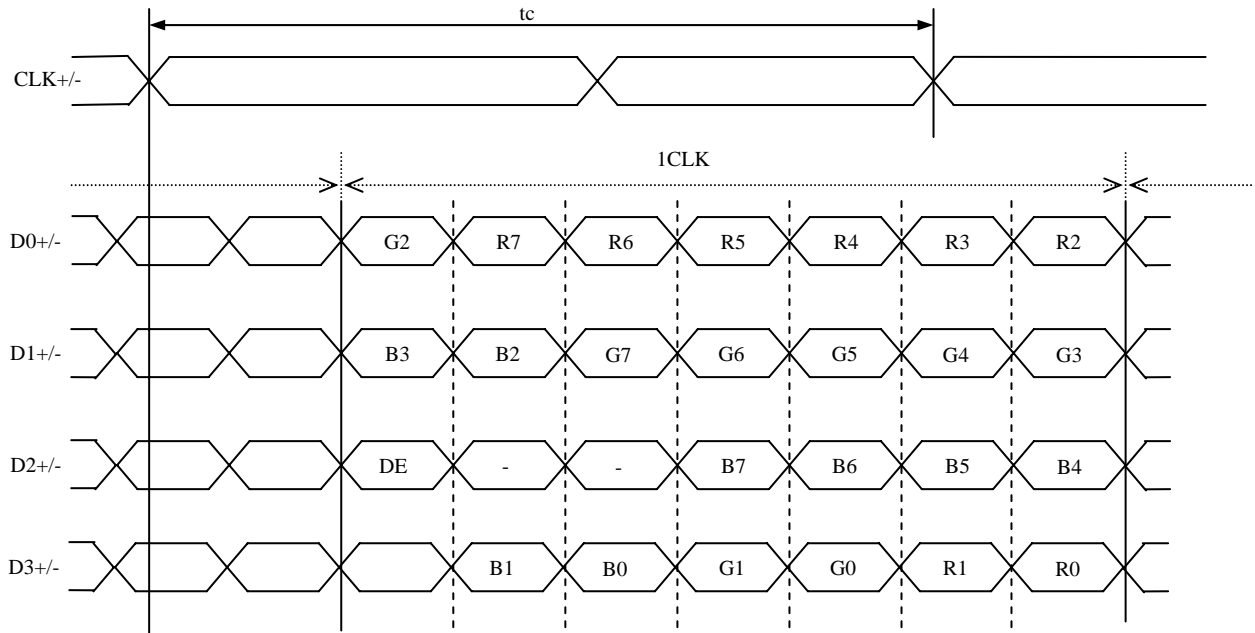 tc
CLK+/-
1CLK
D0+/- G2 R7 R6 R5 R4 R3 R2
D1+/- B3 B2 G7 G6 G5 G4 G3
D2+/- DE - - B7 B6 B5 B4
D3+/- B1 B0 G1 G0 R1 R0